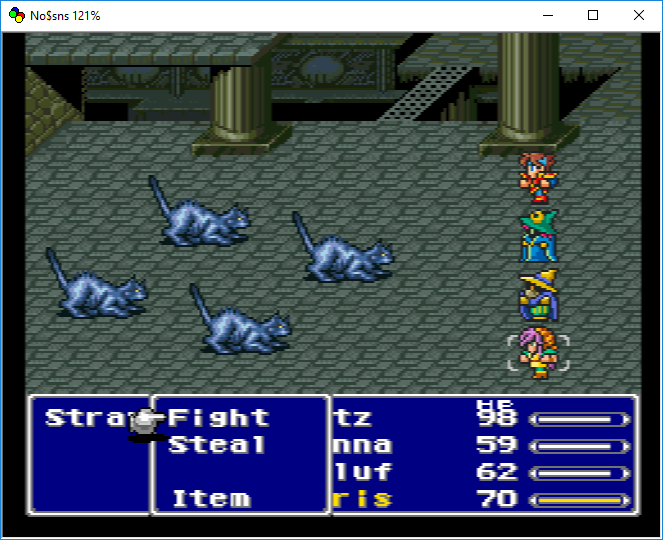 No$sns 121%
Stra Fight tz HP 98
Steal nna 59
luf 62
Item ris 70